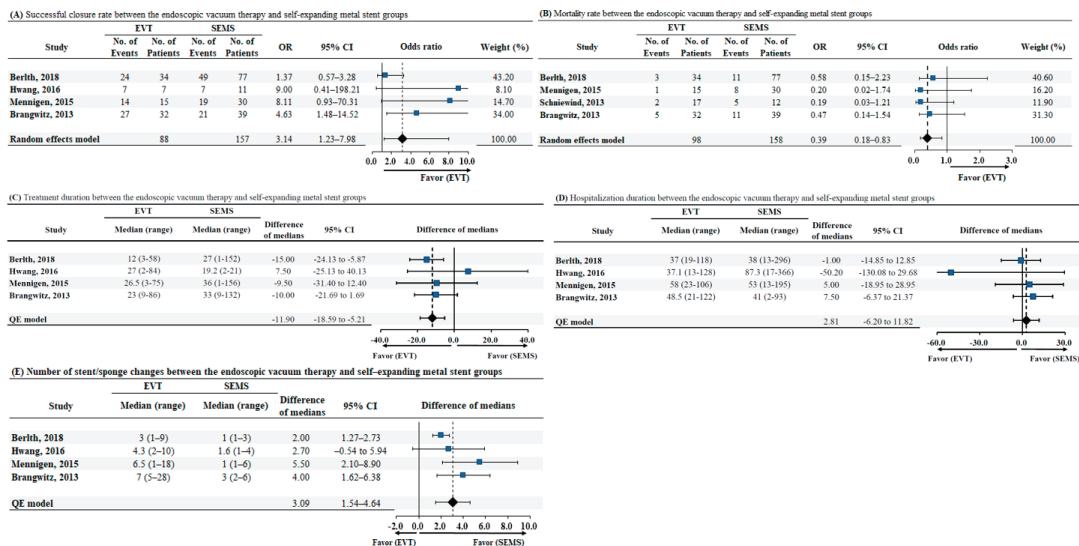 (A) Successful closure rate between the endoscopic vacuum therapy and self-expanding metal stent groups
EVT SEMS
Study No. of Events No. of Patients No. of Events No. of Patients OR 95% CI Odds ratio Weight (%)
Berlth, 2018 24 34 49 77 1.37 0.57–3.28 43.20
Hwang, 2016 7 7 7 11 9.00 0.41–198.21 8.10
Mennigen, 2015 14 15 19 30 8.11 0.93–70.31 14.70
Brangwitz, 2013 27 32 21 39 4.63 1.48–14.52 34.00
Random effects model 88 157 3.14 1.23–7.98 100.00
0.0 2.0 4.0 6.0 8.0 10.0
Favor (EVT)
(B) Mortality rate between the endoscopic vacuum therapy and self-expanding metal stent groups
EVT SEMS
Study No. of Events No. of Patients No. of Events No. of Patients OR 95% CI Odds ratio Weight (%)
Berlth, 2018 3 34 11 77 0.58 0.15–2.23 40.60
Mennigen, 2015 1 15 8 30 0.20 0.02–1.74 16.20
Schniewind, 2013 2 17 5 12 0.19 0.03–1.21 11.90
Brangwitz, 2013 5 32 11 39 0.47 0.14–1.54 31.30
Random effects model 98 158 0.39 0.18–0.83 100.00
0.0 1.0 2.0 3.0
Favor (EVT)
(C) Treatment duration between the endoscopic vacuum therapy and self-expanding metal stent groups
EVT SEMS
Study Median (range) Median (range) Difference of medians 95% CI Difference of medians
Berlth, 2018 12 (3-58) 27 (1-152) -15.00 -24.13 to -5.87
Hwang, 2016 27 (2-84) 19.2 (2-21) 7.50 -25.13 to 40.13
Mennigen, 2015 26.5 (3-75) 36 (1-156) -9.50 -31.40 to 12.40
Brangwitz, 2013 23 (9-86) 33 (9-132) -10.00 -21.69 to 1.69
QE model -11.90 -18.59 to -5.21
-40.0 -20.0 0.0 20.0 40.0
Favor (EVT) Favor (SEMS)
(D) Hospitalization duration between the endoscopic vacuum therapy and self-expanding metal stent groups
EVT SEMS
Study Median (range) Median (range) Difference of medians 95% CI Difference of medians
Berlth, 2018 37 (19-118) 38 (13-296) -1.00 -14.85 to 12.85
Hwang, 2016 37.1 (13-128) 87.3 (17-366) -50.20 -130.08 to 29.68
Mennigen, 2015 58 (23-106) 53 (13-195) 5.00 -18.95 to 28.95
Brangwitz, 2013 48.5 (21-122) 41 (2-93) 7.50 -6.37 to 21.37
QE model 2.81 -6.20 to 11.82
-60.0 -30.0 0.0 30.0
Favor (EVT) Favor (SEMS)
(E) Number of stent/sponge changes between the endoscopic vacuum therapy and self–expanding metal stent groups
EVT SEMS
Study Median (range) Median (range) Difference of medians 95% CI Difference of medians
Berlth, 2018 3 (1–9) 1 (1–3) 2.00 1.27–2.73
Hwang, 2016 4.3 (2–10) 1.6 (1–4) 2.70 –0.54 to 5.94
Mennigen, 2015 6.5 (1–18) 1 (1–6) 5.50 2.10–8.90
Brangwitz, 2013 7 (5–28) 3 (2–6) 4.00 1.62–6.38
QE model 3.09 1.54–4.64
-2.0 0.0 2.0 4.0 6.0 8.0 10.0
Favor (EVT) Favor (SEMS)